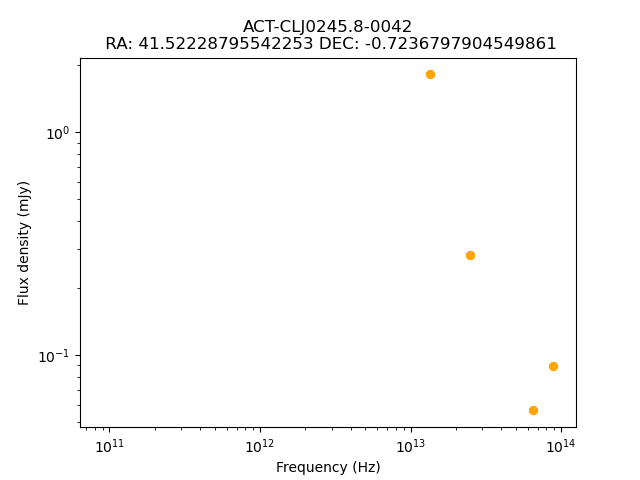 ACT-CLJ0245.8-0042
RA: 41.52228795542253 DEC: -0.7236797904549861
10⁰
10⁻¹
Flux density (mJy)
10¹¹
10¹²
10¹³
10¹⁴
Frequency (Hz)